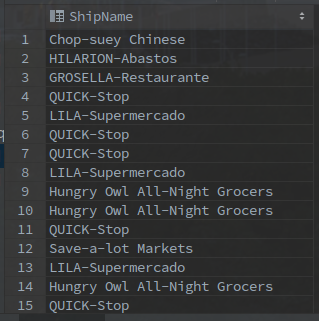 ShipName
1 Chop-suey Chinese
2 HILARION-Abastos
3 GROSELLA-Restaurante
4 QUICK-Stop
5 LILA-Supermercado
6 QUICK-Stop
7 QUICK-Stop
8 LILA-Supermercado
9 Hungry Owl All-Night Grocers
10 Hungry Owl All-Night Grocers
11 QUICK-Stop
12 Save-a-lot Markets
13 LILA-Supermercado
14 Hungry Owl All-Night Grocers
15 QUICK-Stop